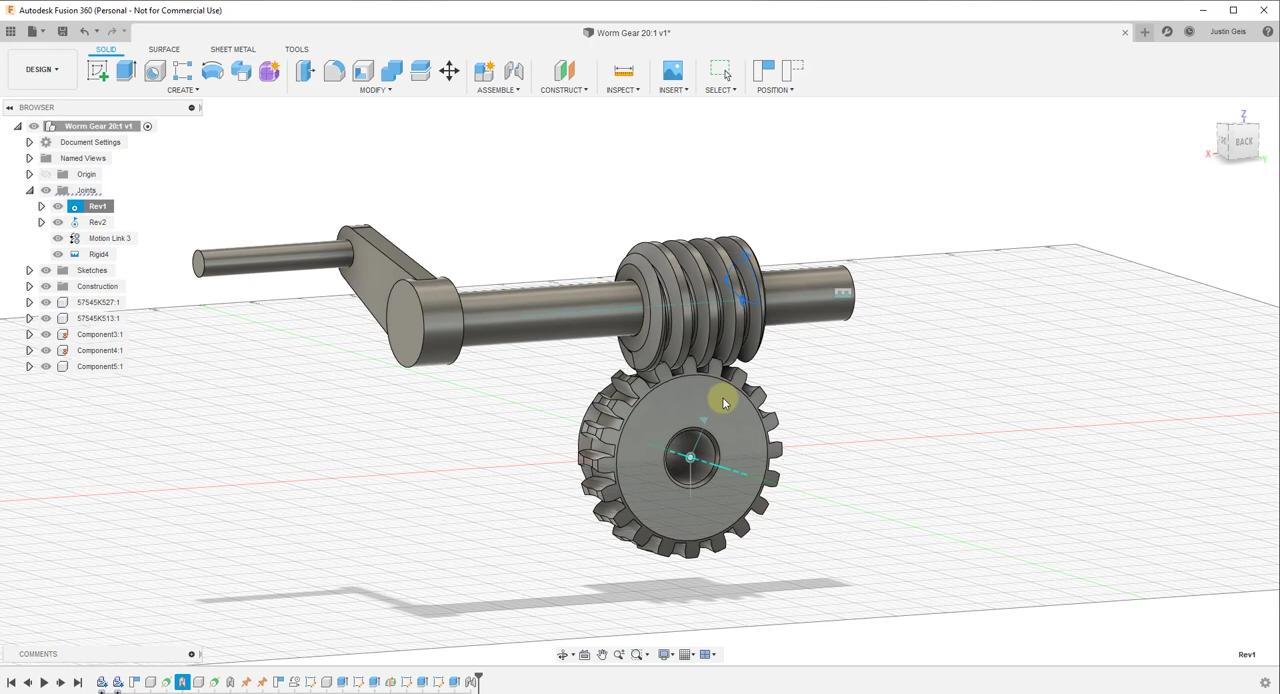 Autodesk Fusion 360 (Personal - Not for Commercial Use)
Worm Gear 20:1 v1*
Justin Geis
DESIGN
SOLID SURFACE SHEET METAL TOOLS
CREATE MODIFY ASSEMBLE CONSTRUCT INSPECT INSERT SELECT POSITION
BROWSER
Worm Gear 20:1 v1
Document Settings
Named Views
Origin
Joints
Rev1
Rev2
Motion Link 3
Rigid4
Sketches
Construction
57545K527:1
57545K513:1
Component3:1
Component4:1
Component5:1
Z
BACK
X
Y
COMMENTS
Rev1